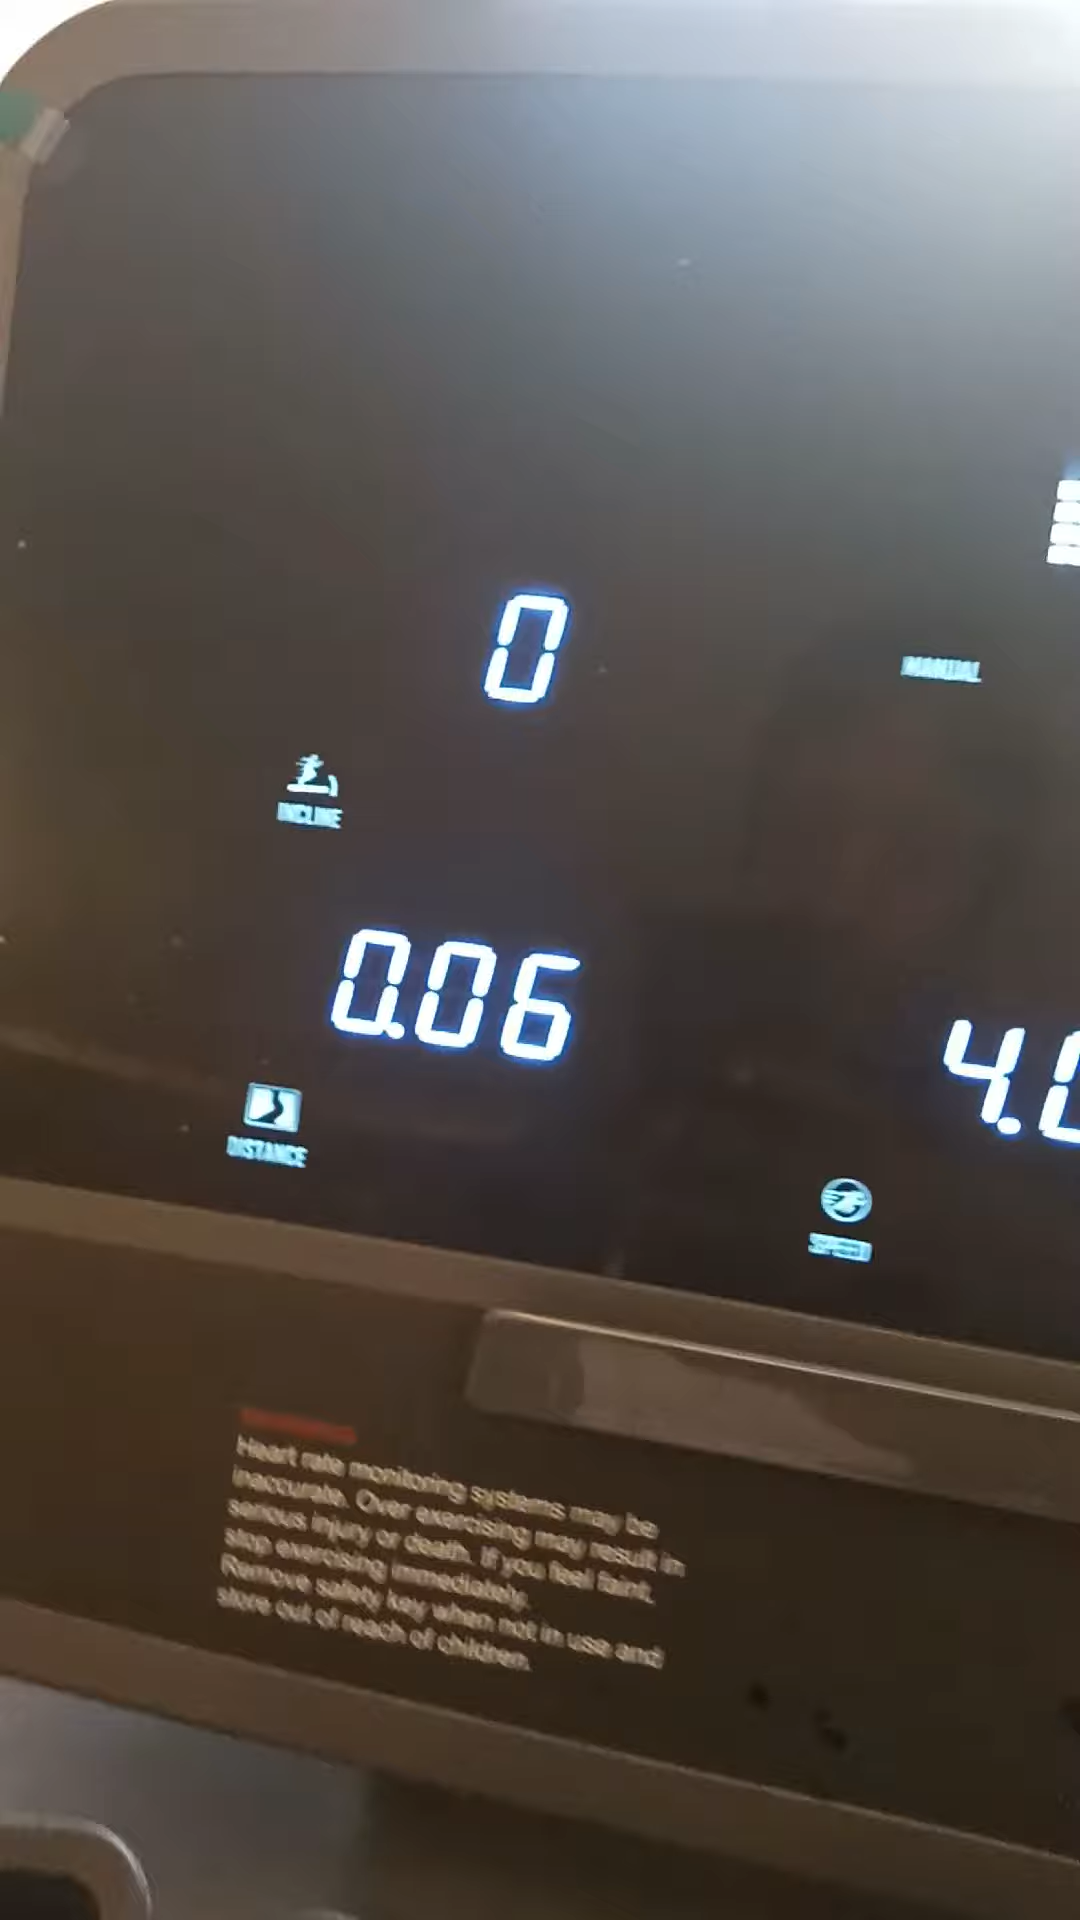 0
MANUAL
INCLINE
0.06
4.0
DISTANCE
SPEED
Heart rate monitoring systems may be
inaccurate. Over exercising may result in
serious injury or death. If you feel faint,
stop exercising immediately.
Remove safety key when not in use and
store out of reach of children.